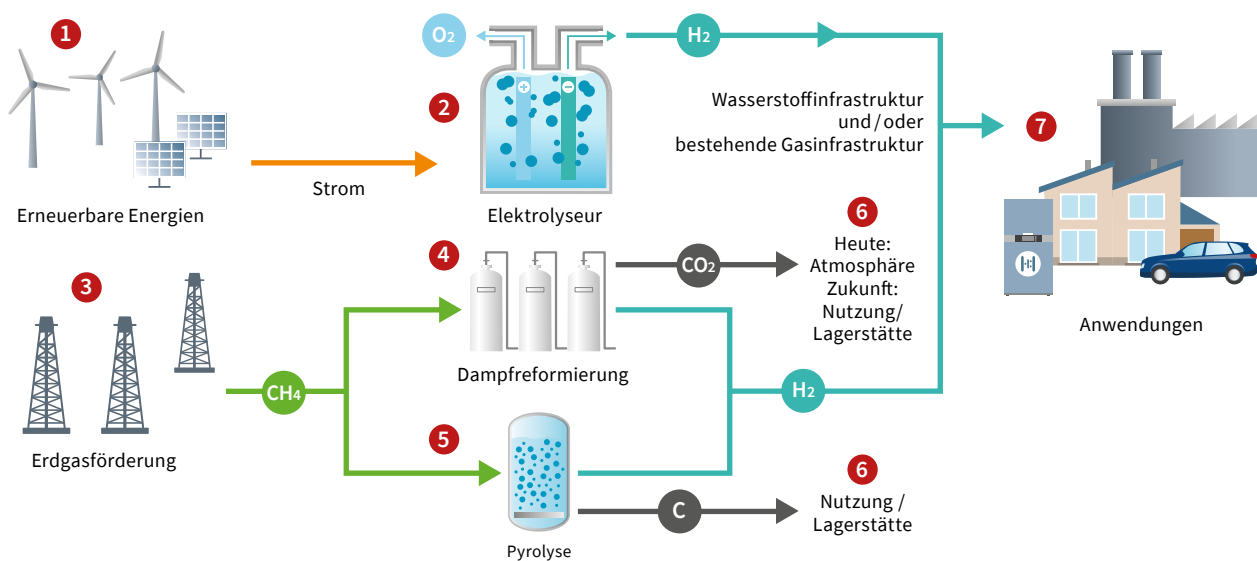 1
Erneuerbare Energien
Strom
2
O2
+
−
H2
Elektrolyseur
Wasserstoffinfrastruktur
und/oder
bestehende Gasinfrastruktur
3
Erdgasförderung
CH4
4
Dampfreformierung
CO2
6
Heute:
Atmosphäre
Zukunft:
Nutzung/
Lagerstätte
H2
5
Pyrolyse
C
6
Nutzung /
Lagerstätte
7
H
Anwendungen